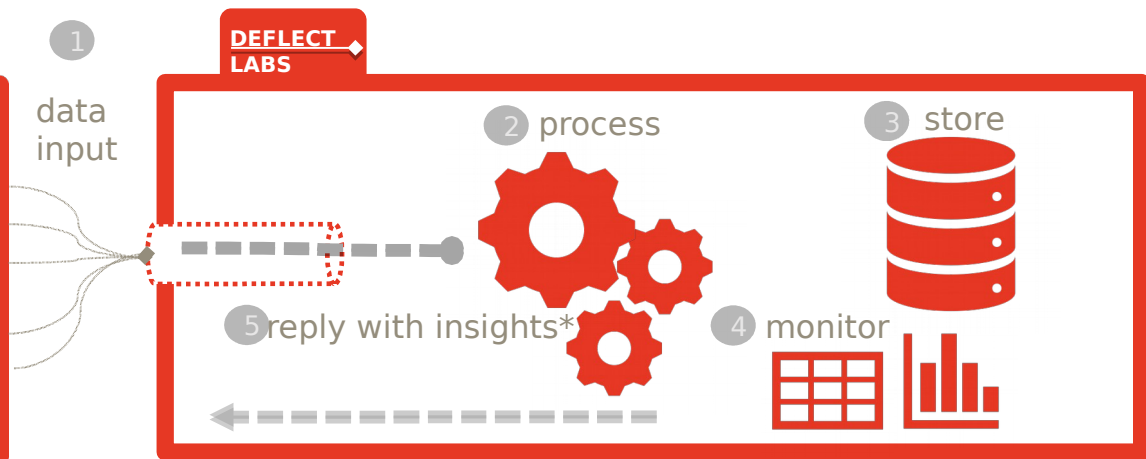 1
data
input
DEFLECT
LABS
2 process
3 store
5 reply with insights*
4 monitor